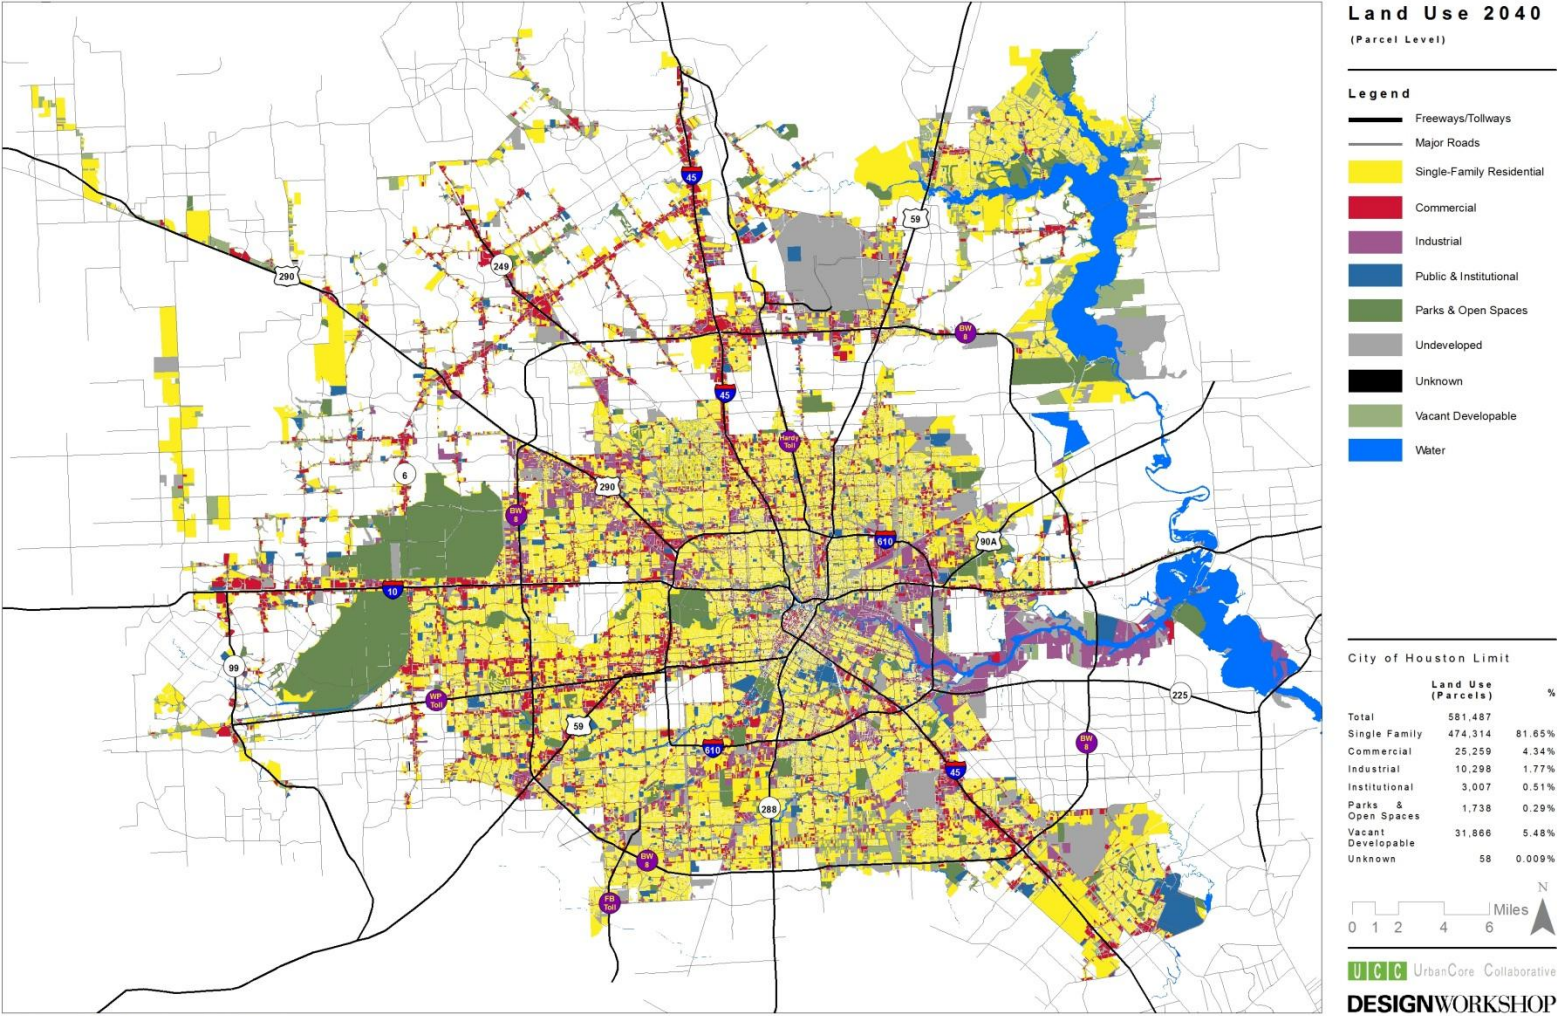 Land Use 2040
(Parcel Level)
Legend
Freeways/Tollways
Major Roads
Single-Family Residential
Commercial
Industrial
Public & Institutional
Parks & Open Spaces
Undeveloped
Unknown
Vacant Developable
Water
45
59
249
290
BW
8
45
Hardy
Toll
6
290
BW
8
610
90A
10
99
WP
Toll
225
59
BW
8
610
45
288
BW
8
FB
Toll
City of Houston Limit
Land Use
(Parcels) %
Total 581,487
Single Family 474,314 81.65%
Commercial 25,259 4.34%
Industrial 10,298 1.77%
Institutional 3,007 0.51%
Parks &
Open Spaces 1,738 0.29%
Vacant
Developable 31,866 5.48%
Unknown 58 0.009%
N
Miles
0 1 2 4 6
UCC UrbanCore Collaborative
DESIGNWORKSHOP